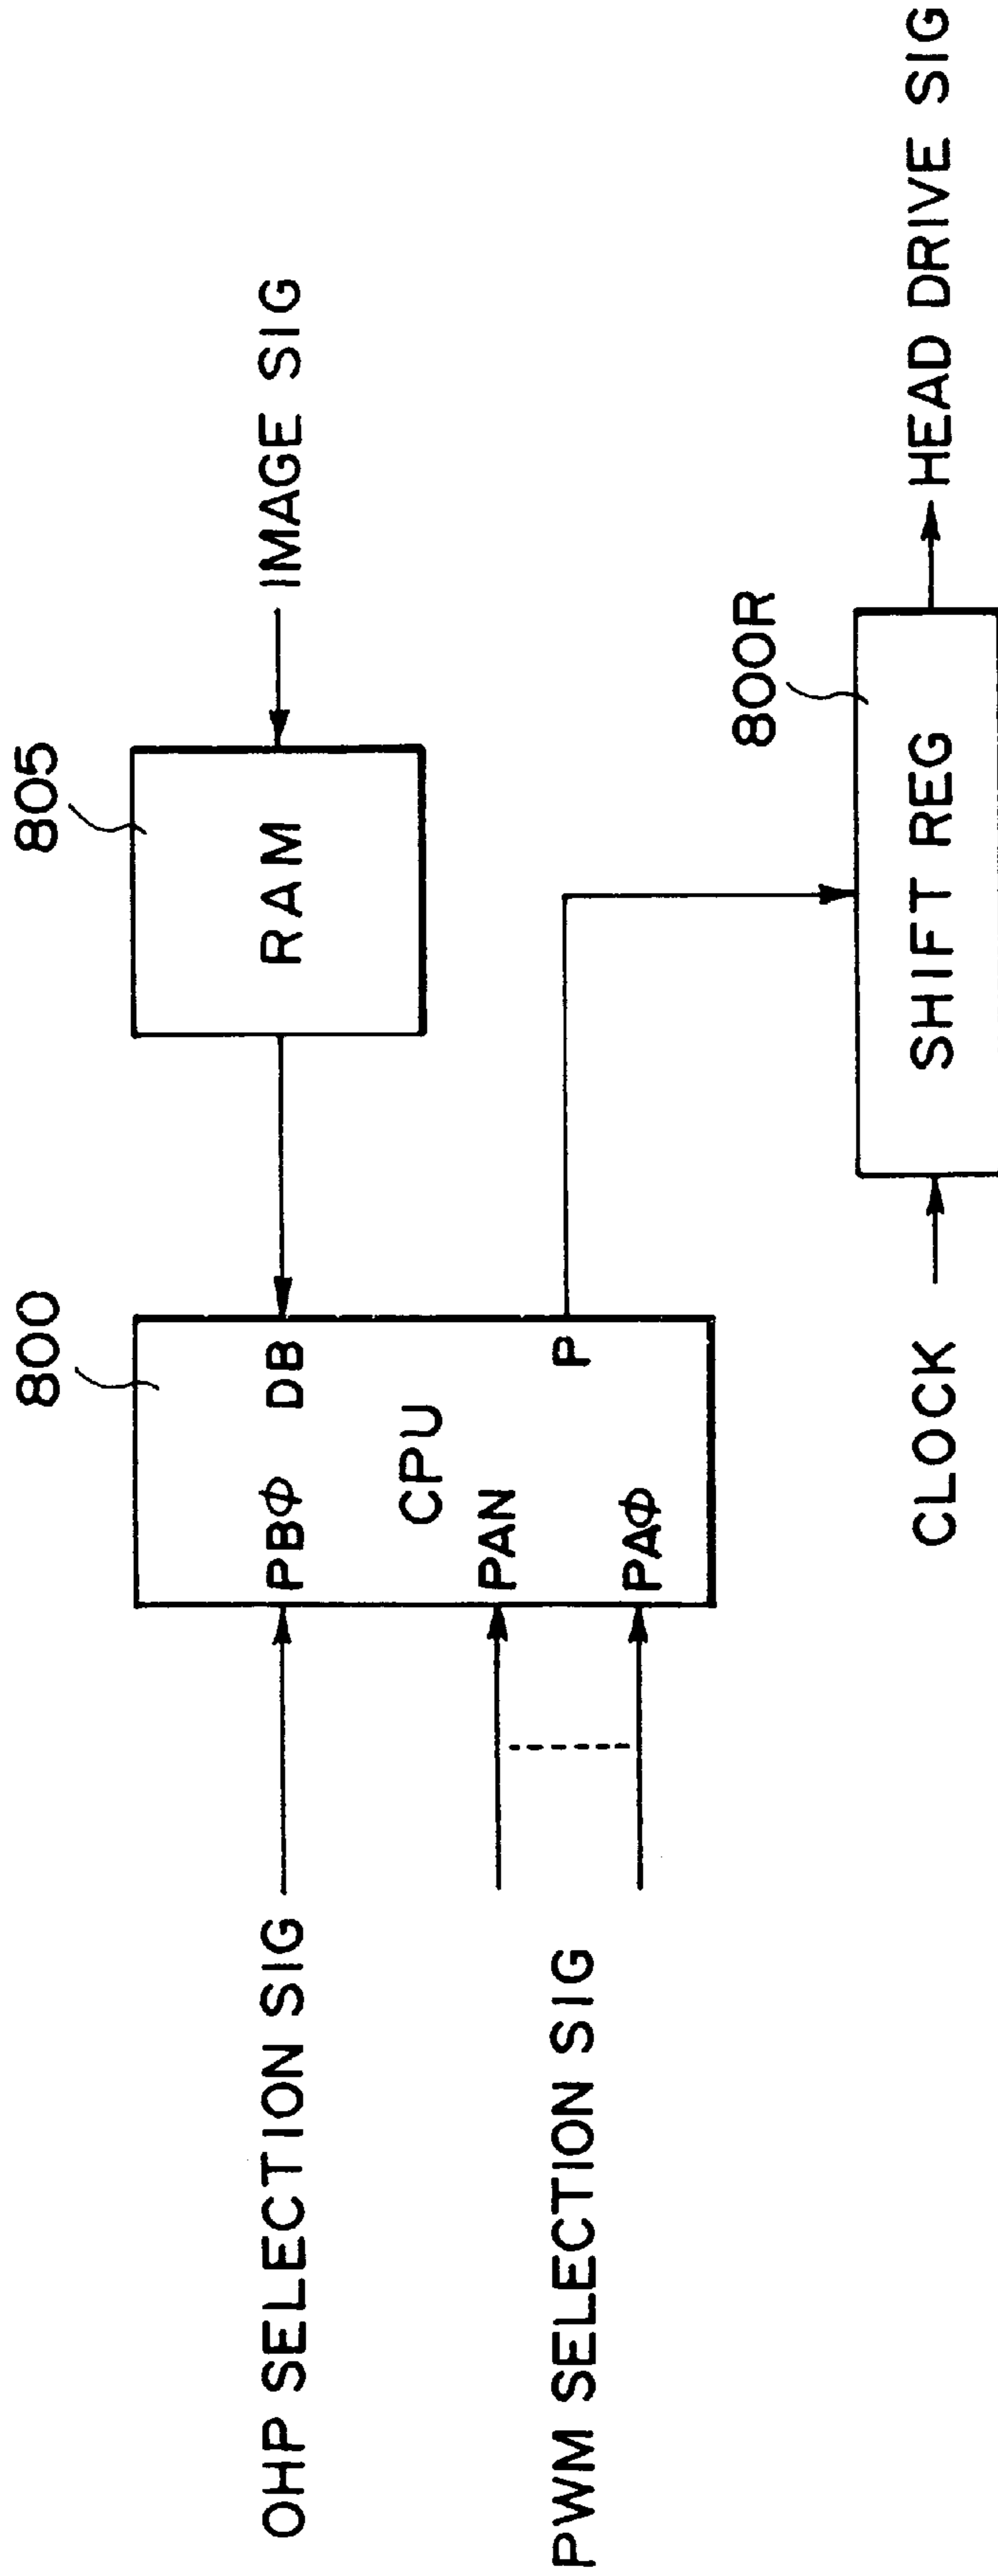 800
805
OHP SELECTION SIG
PBΦ DB
RAM
IMAGE SIG
CPU
PAN
PWM SELECTION SIG
P
PAΦ
800R
CLOCK
SHIFT REG
HEAD DRIVE SIG